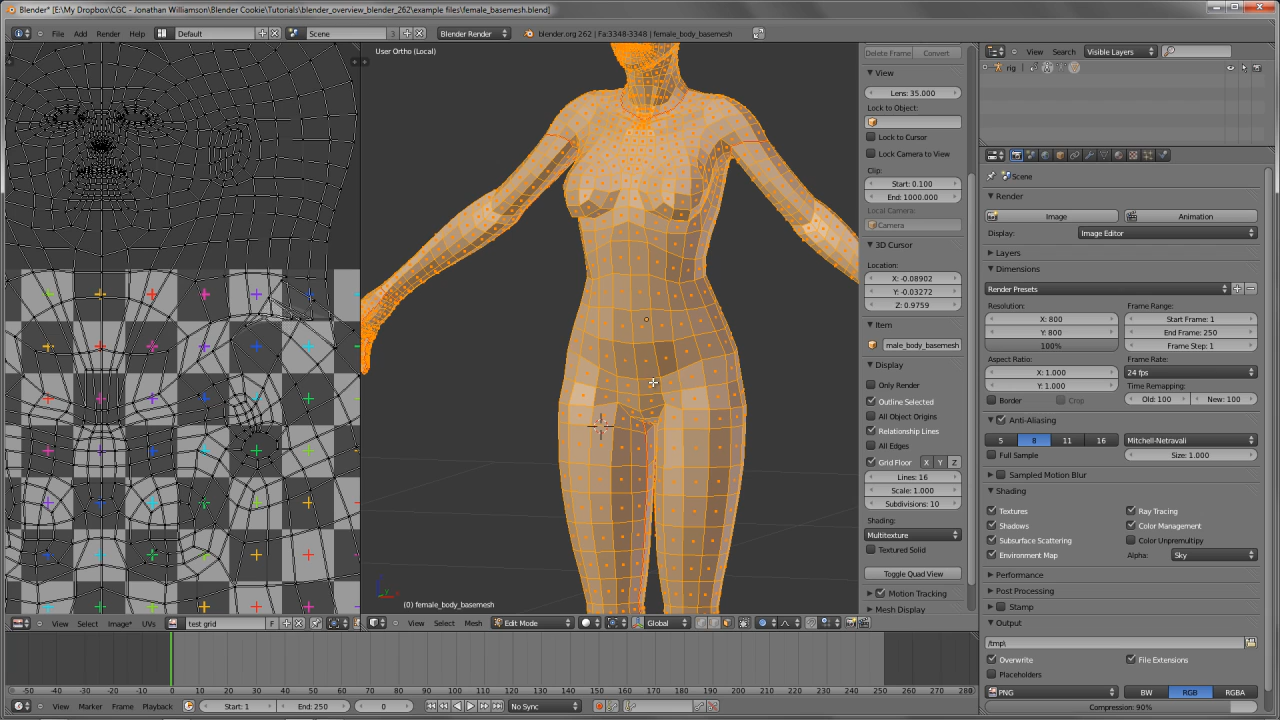 Blender* [E:\My Dropbox\CGC - Jonathan Williamson\Blender Cookie\Tutorials\blender_overview_blender_262\example files\female_basemesh.blend]
File Add Render Help Default Scene 3 Blender Render blender.org 262 | Fa:3348-3348 | female_body_basemesh
User Ortho (Local)
(0) female_body_basemesh
View Select Image* UVs test grid F
View Select Mesh Edit Mode Global
Delete Frame Convert
View
Lens: 35.000
Lock to Object:
Lock to Cursor
Lock Camera to View
Clip:
Start: 0.100
End: 1000.000
Local Camera
Camera
3D Cursor
Location:
X: -0.08902
Y: -0.03272
Z: 0.9759
Item
male_body_basemesh
Display
Only Render
Outline Selected
All Object Origins
Relationship Lines
All Edges
Grid Floor X Y Z
Lines: 16
Scale: 1.000
Subdivisions: 10
Shading:
Multitexture
Textured Solid
Toggle Quad View
Motion Tracking
Mesh Display
View Search Visible Layers
rig
Scene
Render
Image Animation
Display: Image Editor
Layers
Dimensions
Render Presets
Resolution: Frame Range:
X: 800 Start Frame: 1
Y: 800 End Frame: 250
100% Frame Step: 1
Aspect Ratio: Frame Rate:
X: 1.000 24 fps
Y: 1.000 Time Remapping:
Border Crop Old: 100 New: 100
Anti-Aliasing
5 8 11 16 Mitchell-Netravali
Full Sample Size: 1.000
Sampled Motion Blur
Shading
Textures Ray Tracing
Shadows Color Management
Subsurface Scattering Color Unpremultipy
Environment Map Alpha: Sky
Performance
Post Processing
Stamp
Output
/tmp\
Overwrite File Extensions
Placeholders
PNG BW RGB RGBA
Compression: 90%
-50 -40 -30 -20 -10 0 10 20 30 40 50 60 70 80 90 100 110 120 130 140 150 160 170 180 190 200 210 220 230 240 250 260 270 280
View Marker Frame Playback Start: 1 End: 250 0 No Sync